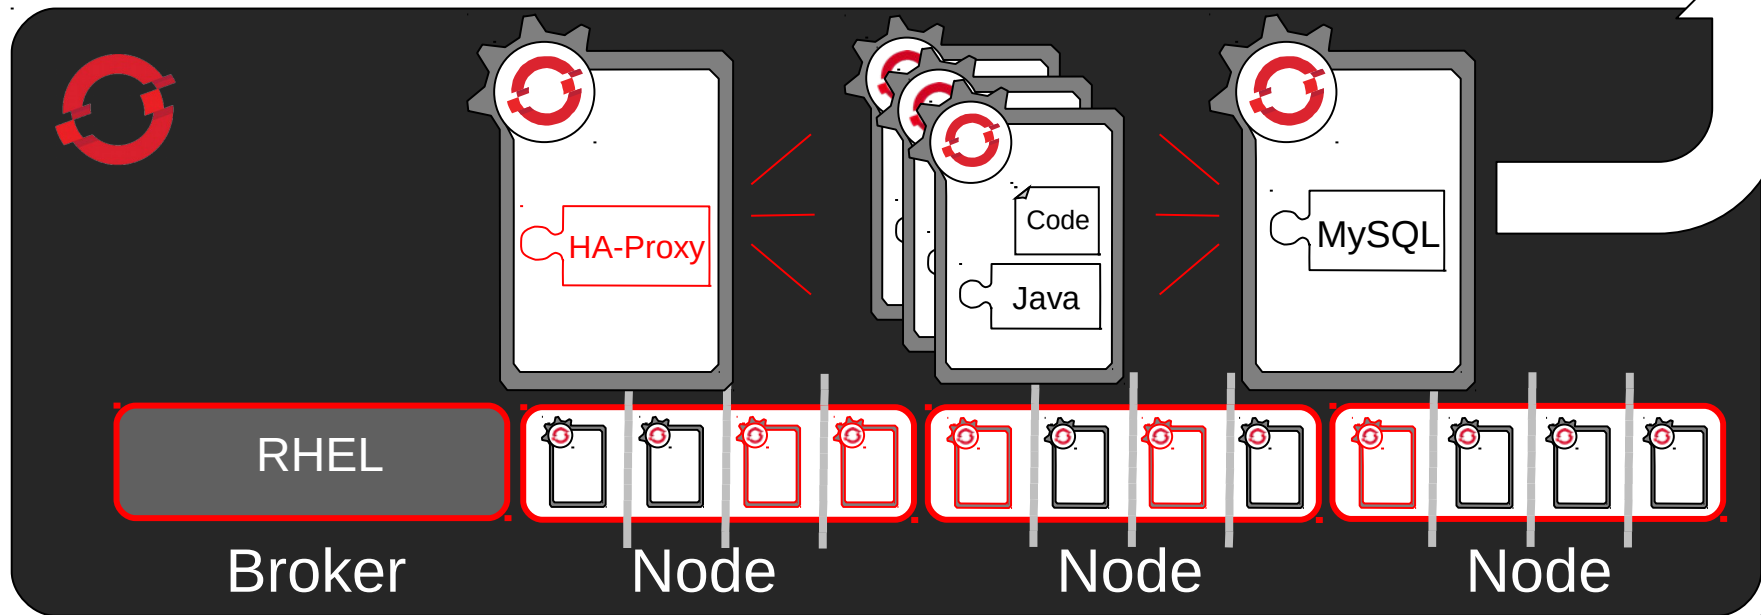 HA-Proxy
Code
Java
MySQL
RHEL
Broker
Node
Node
Node